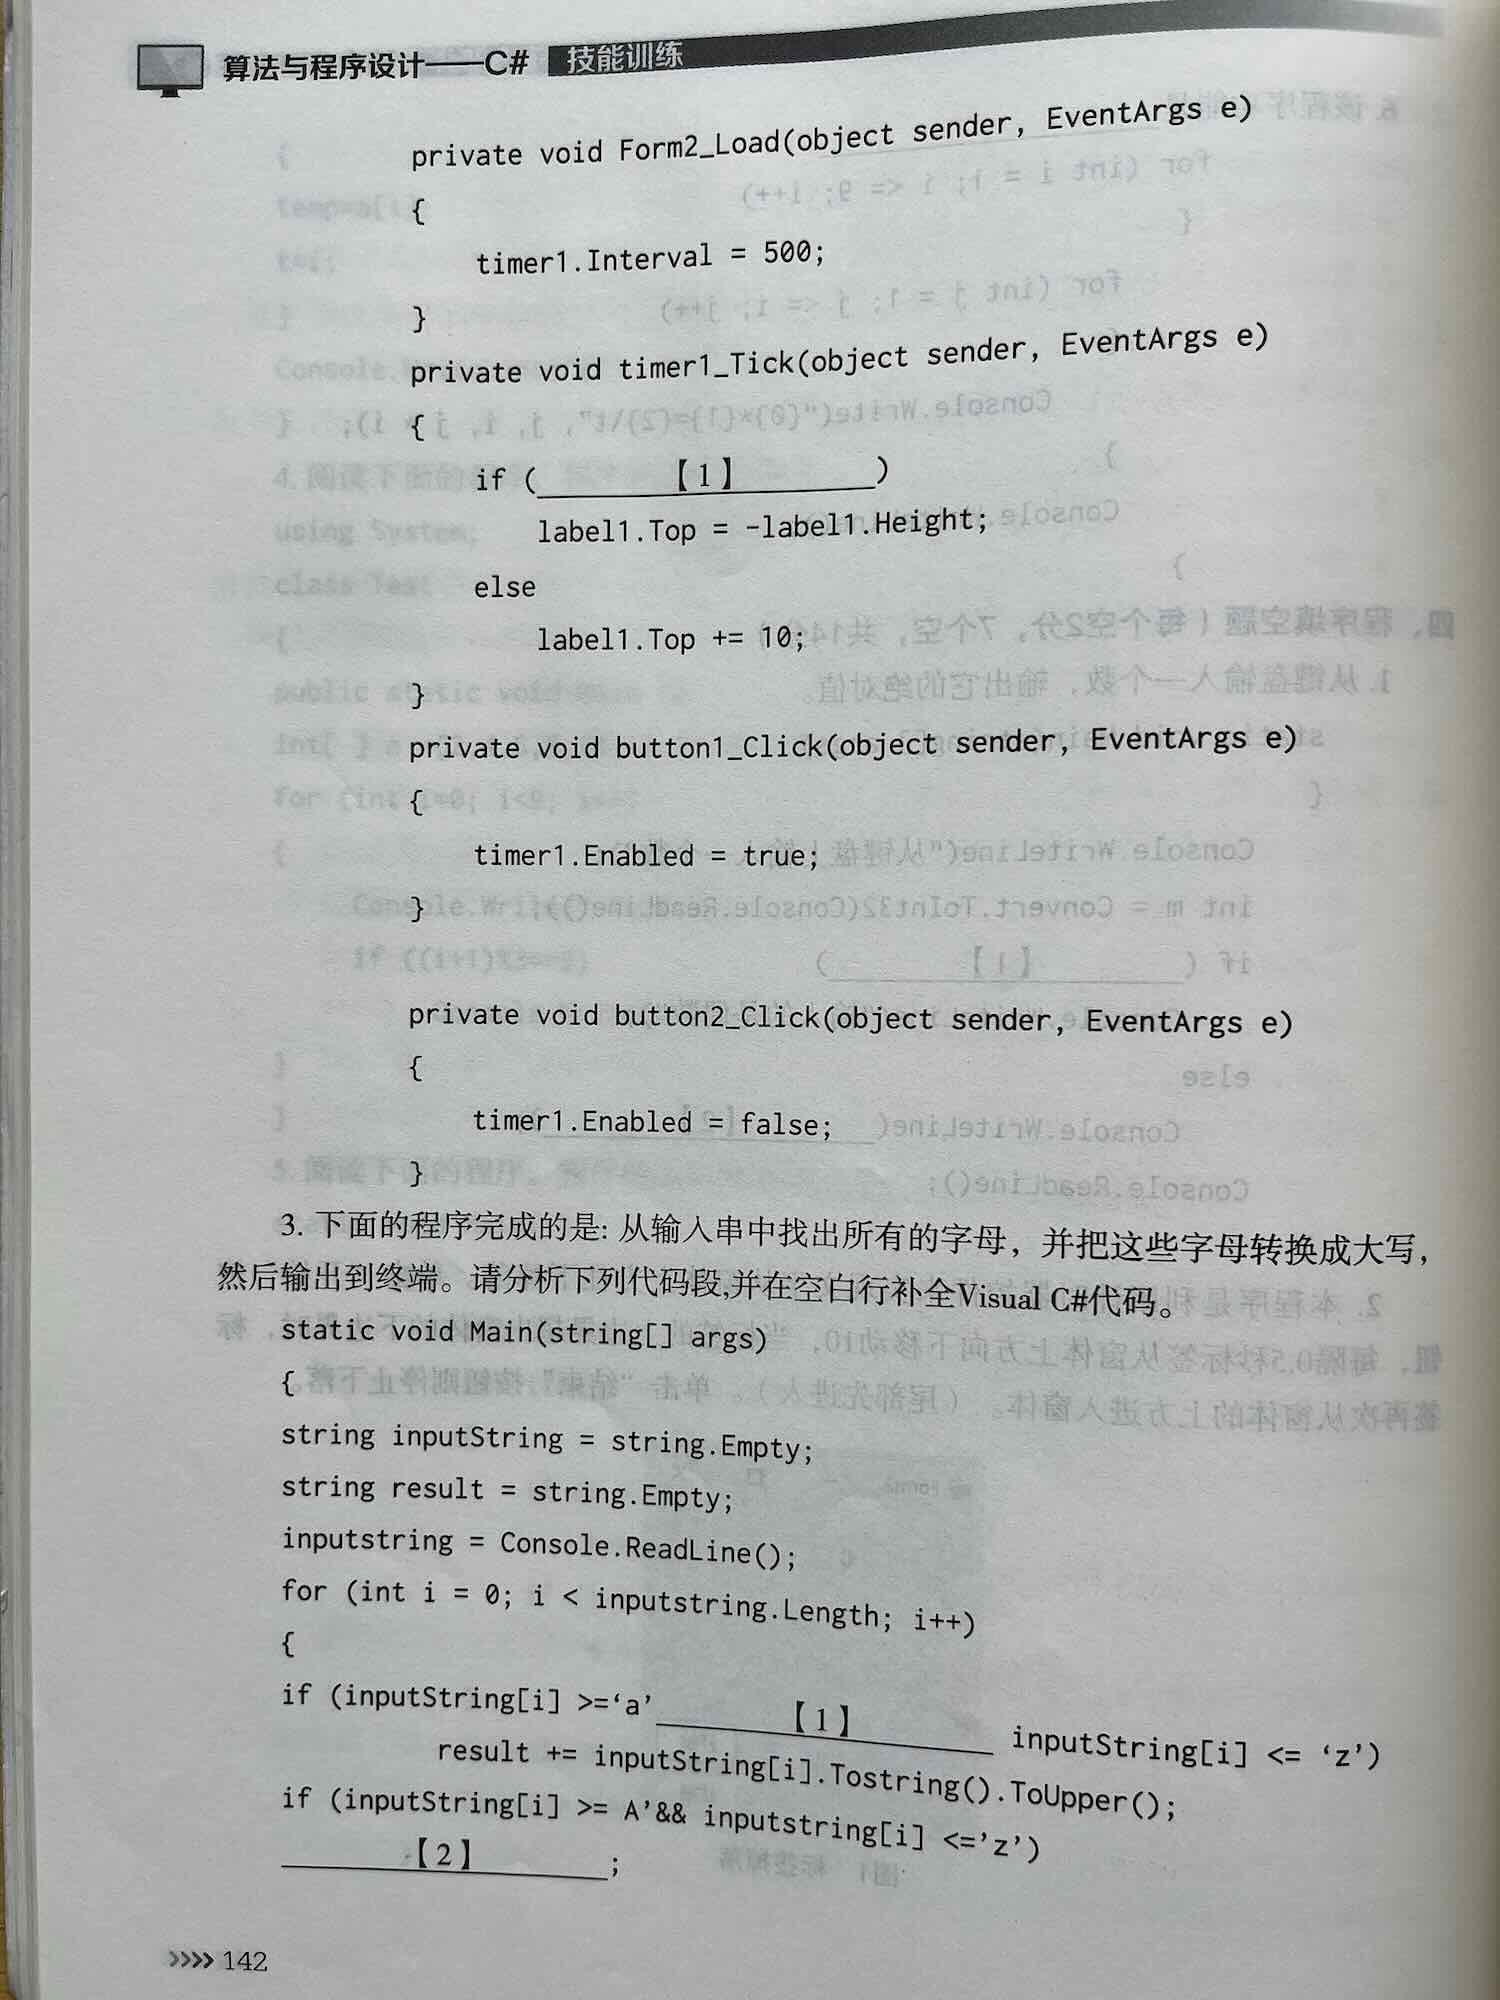 算法与程序设计——C# 技能训练
private void Form2_Load(object sender, EventArgs e)
{
timer1.Interval = 500;
}
private void timer1_Tick(object sender, EventArgs e)
{
if (【1】)
label1.Top = -label1.Height;
else
label1.Top += 10;
}
private void button1_Click(object sender, EventArgs e)
{
timer1.Enabled = true;
}
private void button2_Click(object sender, EventArgs e)
{
timer1.Enabled = false;
}
3. 下面的程序完成的是: 从输入串中找出所有的字母，并把这些字母转换成大写，
然后输出到终端。请分析下列代码段,并在空白行补全Visual C#代码。
static void Main(string[] args)
{
string inputString = string.Empty;
string result = string.Empty;
inputstring = Console.ReadLine();
for (int i = 0; i < inputstring.Length; i++)
{
if (inputString[i] >=‘a’ 【1】 inputString[i] <= ‘z’)
result += inputString[i].Tostring().ToUpper();
if (inputString[i] >= A’&& inputstring[i] <=’z’)
【2】 ;
>>>> 142